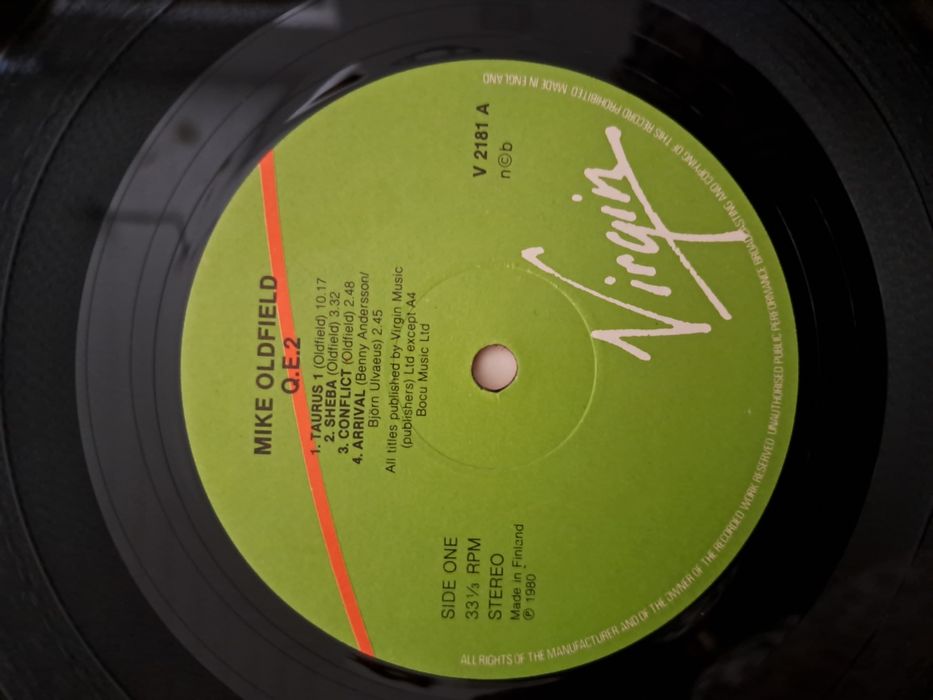 MIKE OLDFIELD
Q.E.2
1. TAURUS 1 (Oldfield) 10.17
2. SHEBA (Oldfield) 3.32
3. CONFLICT (Oldfield) 2.48
4. ARRIVAL (Benny Andersson/
Björn Ulvaeus) 2.45
All titles published by Virgin Music
(publishers) Ltd except A4
Bocu Music Ltd
SIDE ONE
33⅓ RPM
STEREO
Made in Finland
℗ 1980
V 2181 A
n©b
Virgin
ALL RIGHTS OF THE MANUFACTURER AND OF THE OWNER OF THE RECORDED WORK RESERVED UNAUTHORISED PUBLIC PERFORMANCE BROADCASTING AND COPYING OF THIS RECORD PROHIBITED MADE IN ENGLAND